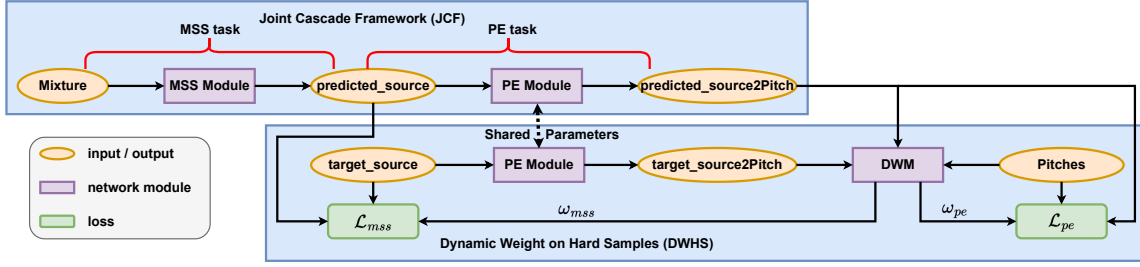 Joint Cascade Framework (JCF)
MSS task
PE task
Mixture
MSS Module
predicted_source
PE Module
predicted_source2Pitch
Shared Parameters
input / output
network module
loss
target_source
PE Module
target_source2Pitch
DWM
Pitches
ω_mss
ω_pe
ℒ_mss
ℒ_pe
Dynamic Weight on Hard Samples (DWHS)